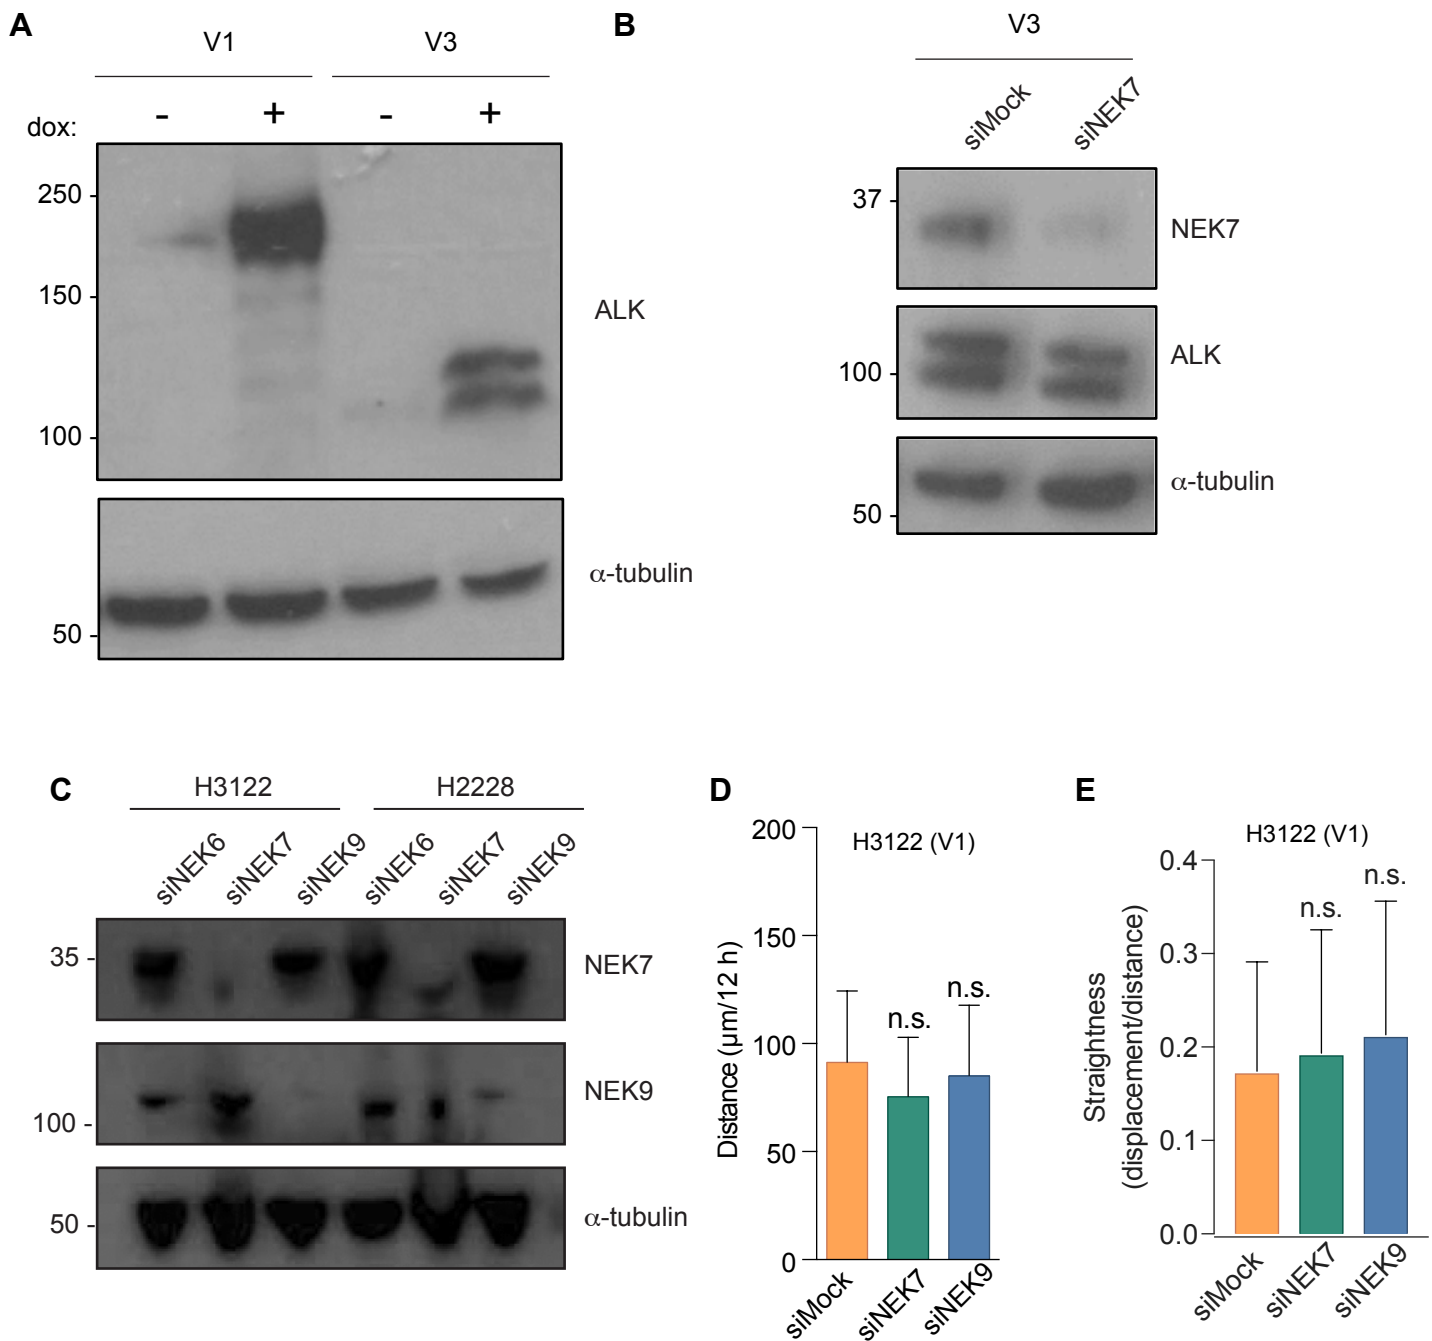 A
V1
V3
dox:
-
+
-
+
250
150
100
ALK
50
α-tubulin
B
V3
siMock
siNEK7
37
NEK7
100
ALK
50
α-tubulin
C
H3122
H2228
siNEK6
siNEK7
siNEK9
siNEK6
siNEK7
siNEK9
35
NEK7
100
NEK9
50
α-tubulin
D
H3122 (V1)
Distance (µm/12 h)
200
150
100
50
0
n.s.
n.s.
siMock
siNEK7
siNEK9
E
H3122 (V1)
Straightness
(displacement/distance)
0.4
0.3
0.2
0.1
0.0
n.s.
n.s.
siMock
siNEK7
siNEK9